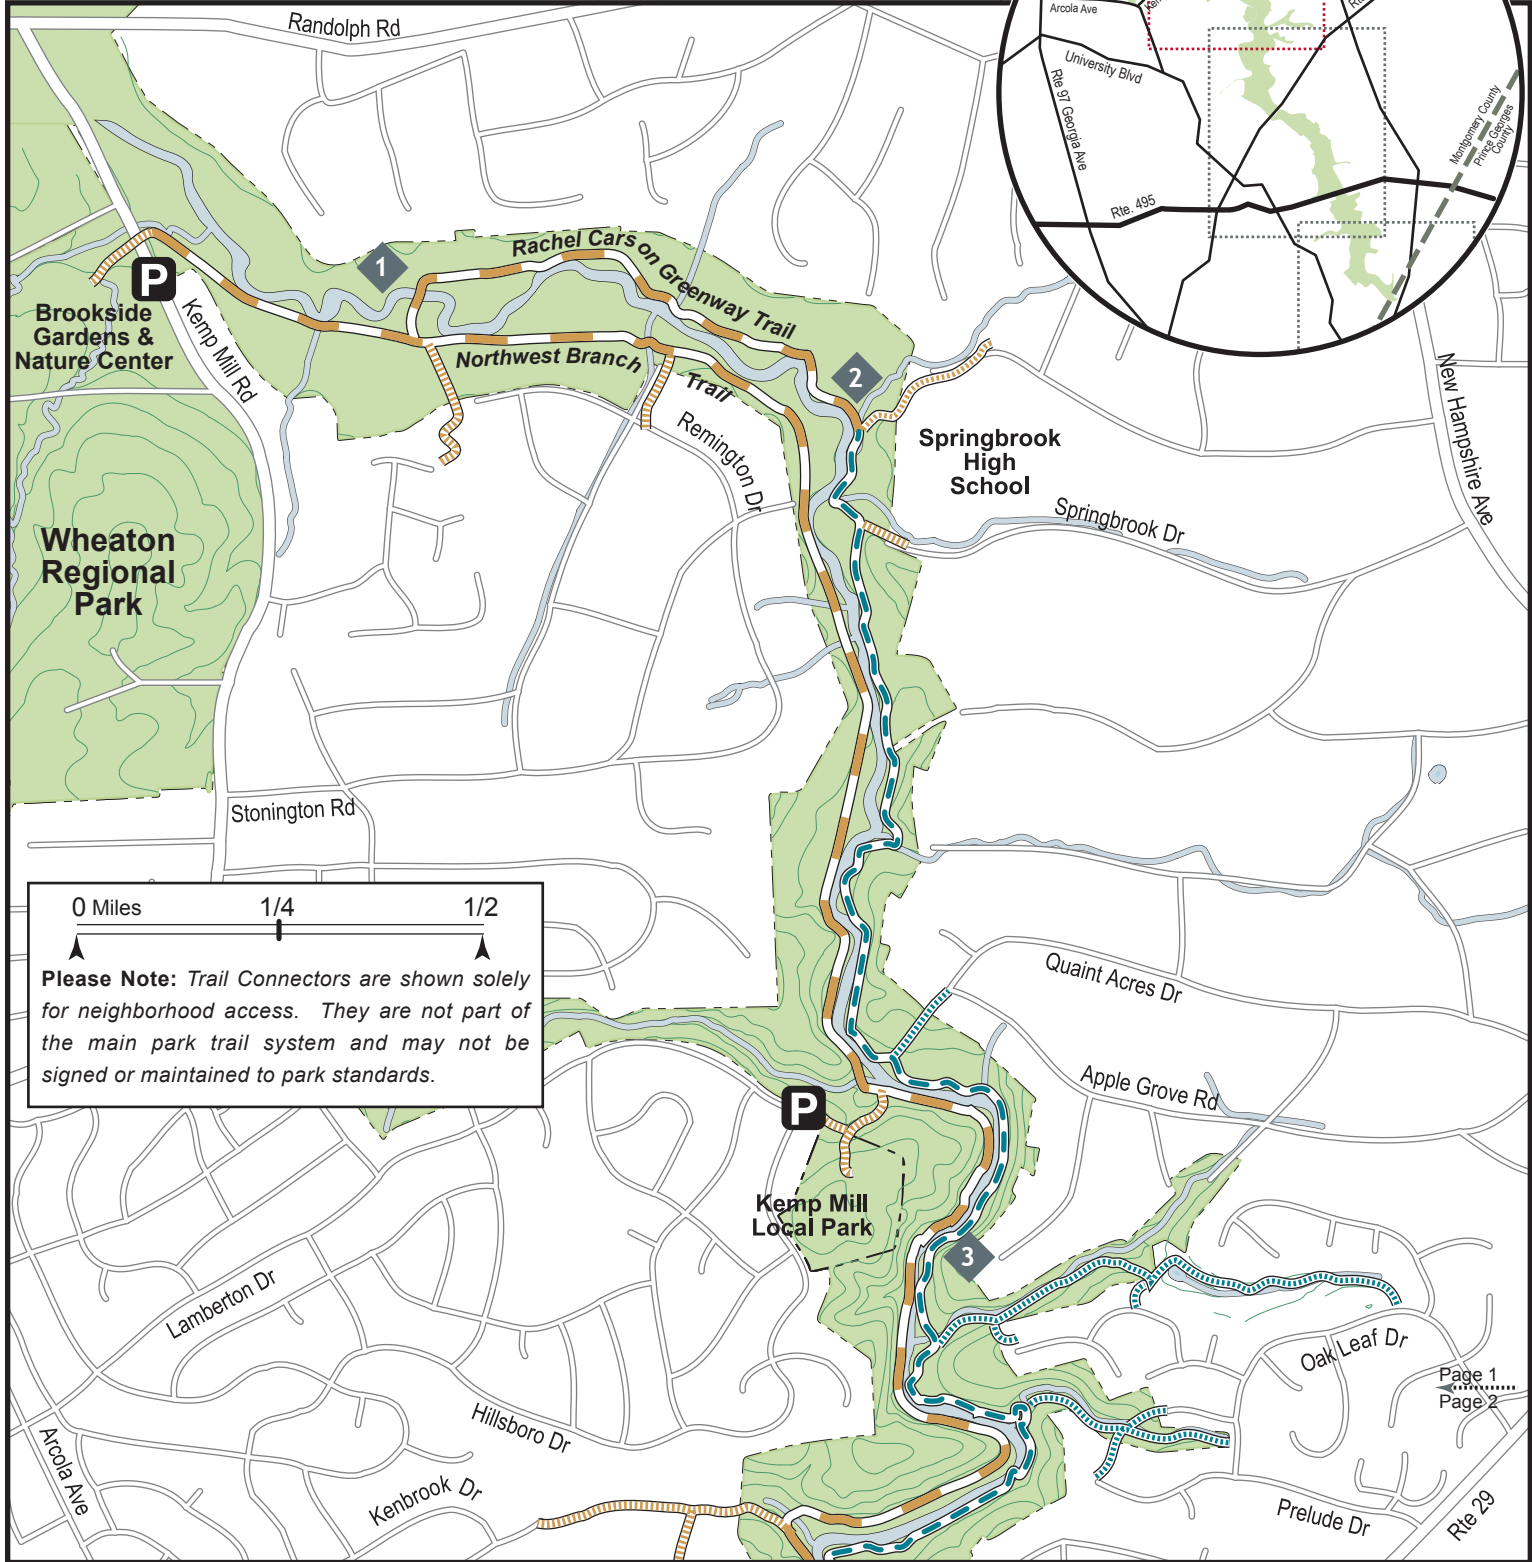 Randolph Rd
Arcola Ave
University Blvd
Rte 97 Georgia Ave
Rte. 495
Montgomery County
Prince Georges
County
1
Rachel Carson Greenway Trail
P
Brookside
Gardens &
Nature Center
Kemp Mill Rd
Northwest Branch
Trail
2
Remington Dr
Springbrook
High
School
New Hampshire Ave
Springbrook Dr
Wheaton
Regional
Park
Stonington Rd
0 Miles 1/4 1/2
Please Note: Trail Connectors are shown solely
for neighborhood access. They are not part of
the main park trail system and may not be
signed or maintained to park standards.
Quaint Acres Dr
Apple Grove Rd
P
Kemp Mill
Local Park
3
Lamberton Dr
Oak Leaf Dr
Page 1
Page 2
Hillsboro Dr
Arcola Ave
Kenbrook Dr
Prelude Dr
Rte 29